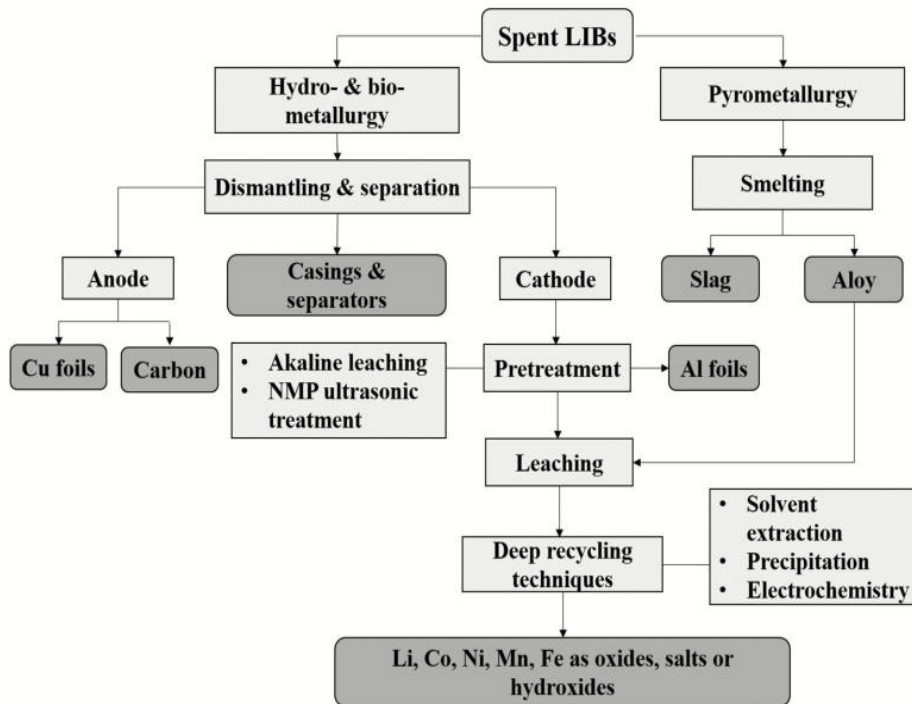 Spent LIBs
Hydro- & bio-
metallurgy
Pyrometallurgy
Dismantling & separation
Smelting
Anode
Casings &
separators
Cathode
Slag
Aloy
Cu foils
Carbon
• Akaline leaching
• NMP ultrasonic
treatment
Pretreatment
Al foils
Leaching
Deep recycling
techniques
• Solvent
extraction
• Precipitation
• Electrochemistry
Li, Co, Ni, Mn, Fe as oxides, salts or
hydroxides